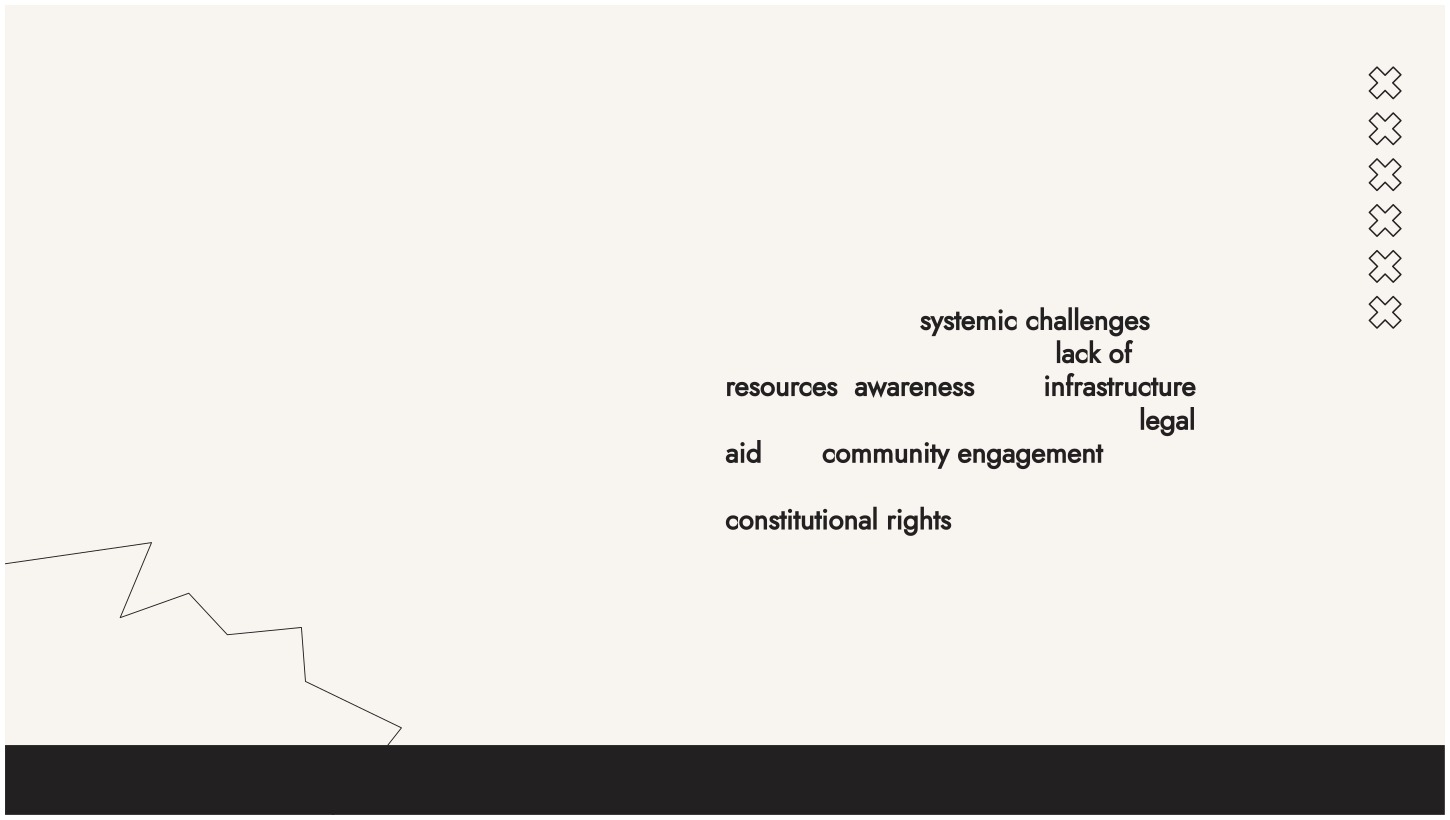 systemic challenges
lack of
resources awareness infrastructure
legal
aid community engagement
constitutional rights